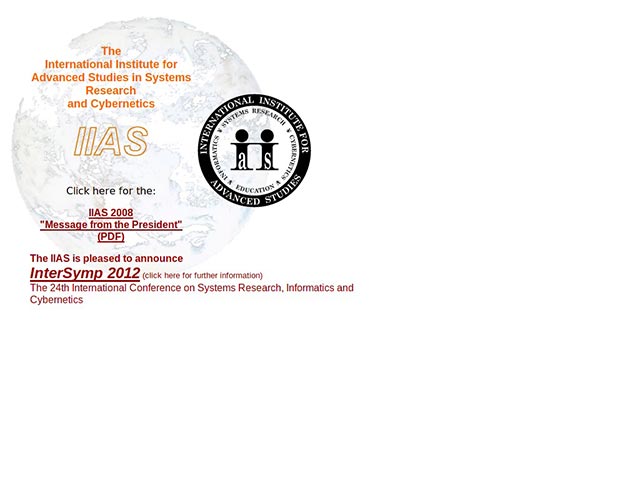 The
International Institute for
Advanced Studies in Systems
Research
and Cybernetics
IIAS
INTERNATIONAL INSTITUTE FOR
ADVANCED STUDIES
SYSTEMS RESEARCH
CYBERNETICS
EDUCATION
INFORMATICS
iias
Click here for the:
IIAS 2008
"Message from the President"
(PDF)
The IIAS is pleased to announce
InterSymp 2012 (click here for further information)
The 24th International Conference on Systems Research, Informatics and
Cybernetics